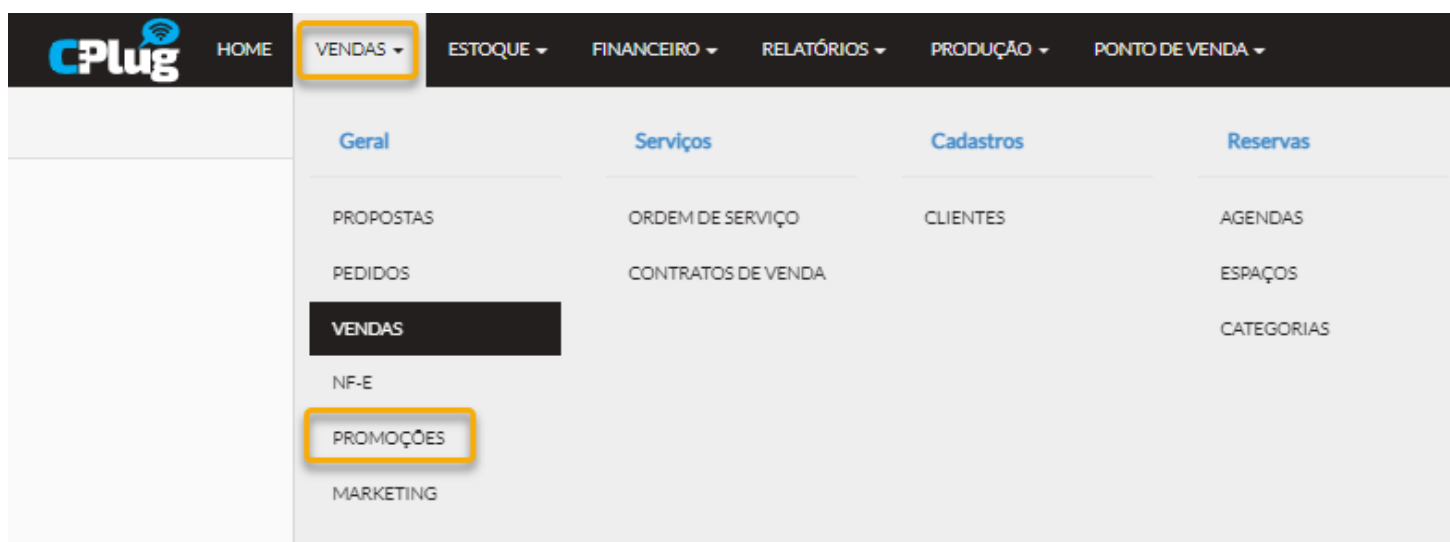 CPlug HOME VENDAS ESTOQUE FINANCEIRO RELATÓRIOS PRODUÇÃO PONTO DE VENDA
Geral Serviços Cadastros Reservas
PROPOSTAS ORDEM DE SERVIÇO CLIENTES AGENDAS
PEDIDOS CONTRATOS DE VENDA ESPAÇOS
VENDAS CATEGORIAS
NF-E
PROMOÇÕES
MARKETING